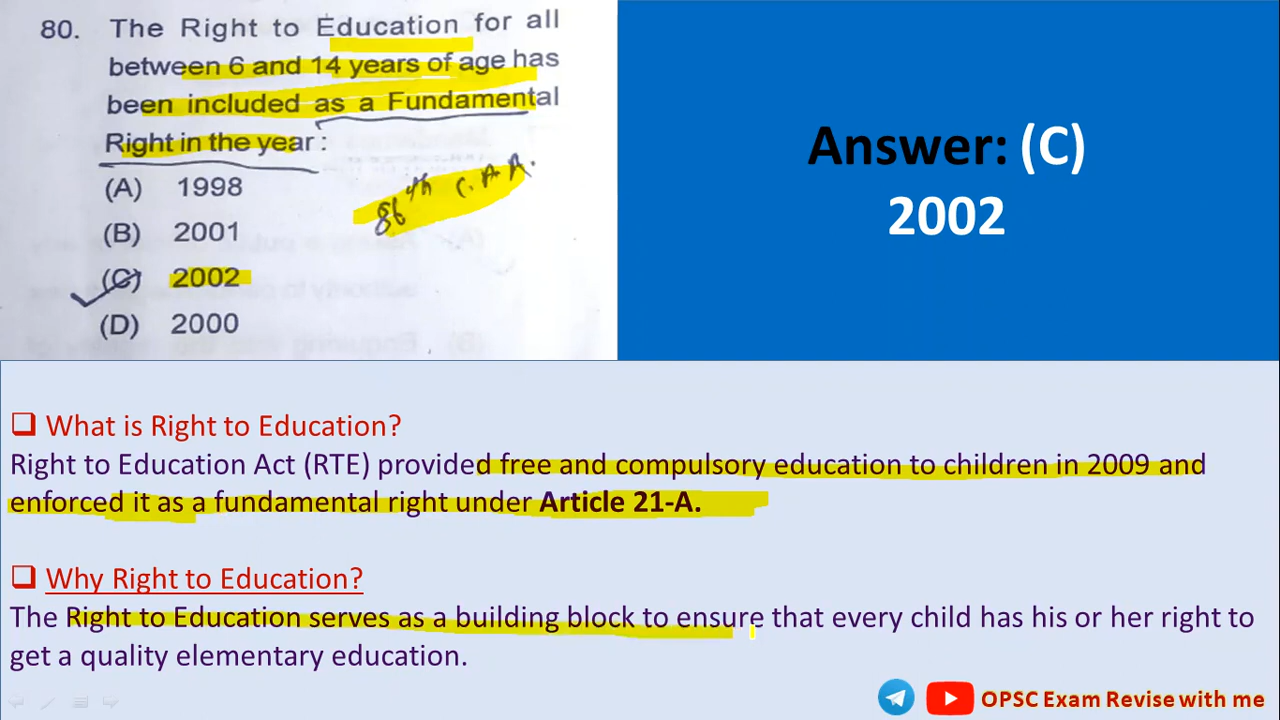 80. The Right to Education for all
between 6 and 14 years of age has
been included as a Fundamental
Right in the year :
(A) 1998
(B) 2001
(C) 2002
(D) 2000
86th C.A.A.
Answer: (C)
2002
❑ What is Right to Education?
Right to Education Act (RTE) provided free and compulsory education to children in 2009 and
enforced it as a fundamental right under Article 21-A.
❑ Why Right to Education?
The Right to Education serves as a building block to ensure that every child has his or her right to
get a quality elementary education.
OPSC Exam Revise with me